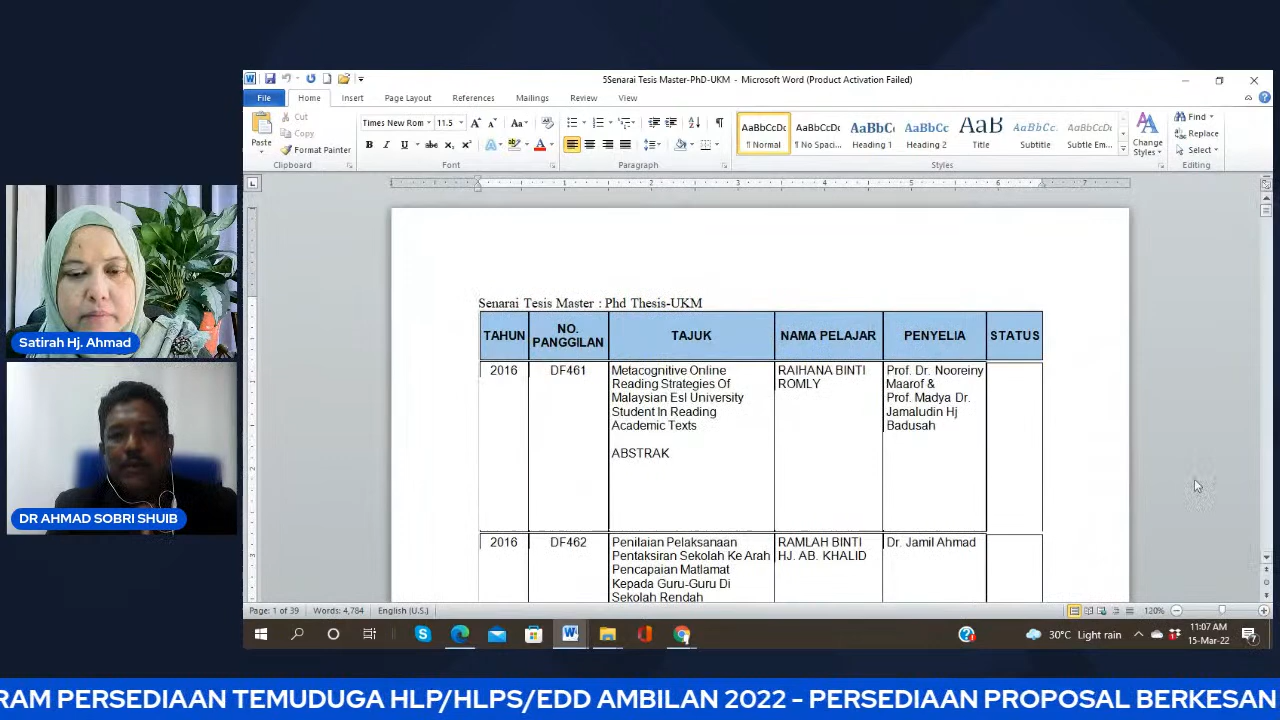 5Senarai Tesis Master-PhD-UKM - Microsoft Word (Product Activation Failed)
File Home Insert Page Layout References Mailings Review View
Paste
Cut
Copy
Format Painter
Clipboard
Times New Rom 11.5
Font
Paragraph
AaBbCcDc AaBbCcDc AaBbC AaBbCc AaB AaBbCc. AaBbCcDc
¶ Normal ¶ No Spaci... Heading 1 Heading 2 Title Subtitle Subtle Em...
Change Styles
Styles
Find
Replace
Select
Editing
Senarai Tesis Master : Phd Thesis-UKM
TAHUN NO. PANGGILAN TAJUK NAMA PELAJAR PENYELIA STATUS
2016 DF461
Metacognitive Online
Reading Strategies Of
Malaysian Esl University
Student In Reading
Academic Texts
ABSTRAK
RAIHANA BINTI
ROMLY
Prof. Dr. Nooreiny
Maarof &
Prof. Madya Dr.
Jamaludin Hj
Badusah
2016 DF462
Penilaian Pelaksanaan
Pentaksiran Sekolah Ke Arah
Pencapaian Matlamat
Kepada Guru-Guru Di
Sekolah Rendah
RAMLAH BINTI
HJ. AB. KHALID
Dr. Jamil Ahmad
Page: 1 of 39 Words: 4,784 English (U.S.) 120%
30°C Light rain
11:07 AM
15-Mar-22
7
Satirah Hj. Ahmad
DR AHMAD SOBRI SHUIB
RAM PERSEDIAAN TEMUDUGA HLP/HLPS/EDD AMBILAN 2022 - PERSEDIAAN PROPOSAL BERKESAN